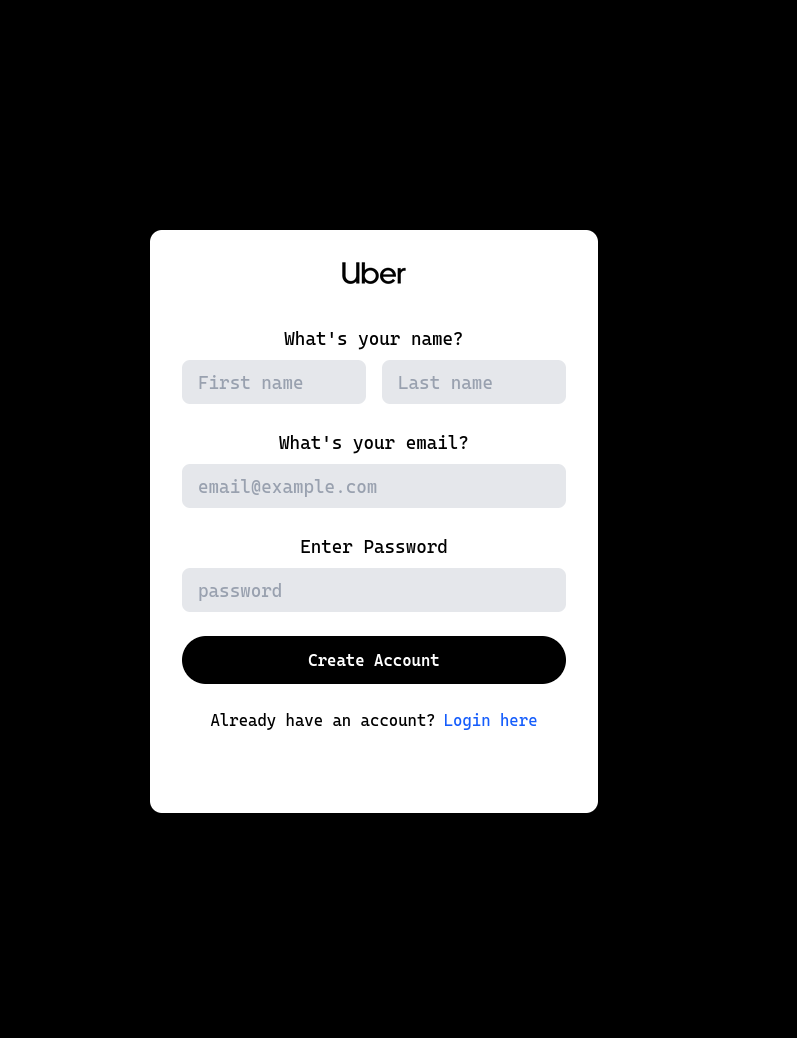 Uber
What's your name?
First name Last name
What's your email?
email@example.com
Enter Password
password
Create Account
Already have an account? Login here